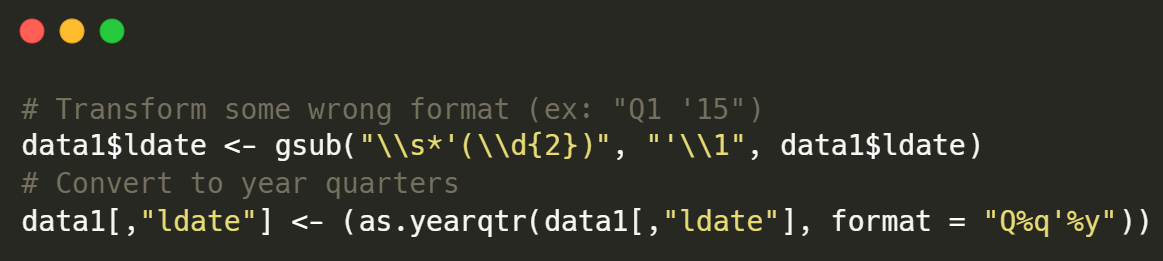 # Transform some wrong format (ex: "Q1 '15")
data1$ldate <- gsub("\\s*'(\\d{2})", "'\\1", data1$ldate)
# Convert to year quarters
data1[,"ldate"] <- (as.yearqtr(data1[,"ldate"], format = "Q%q'%y"))